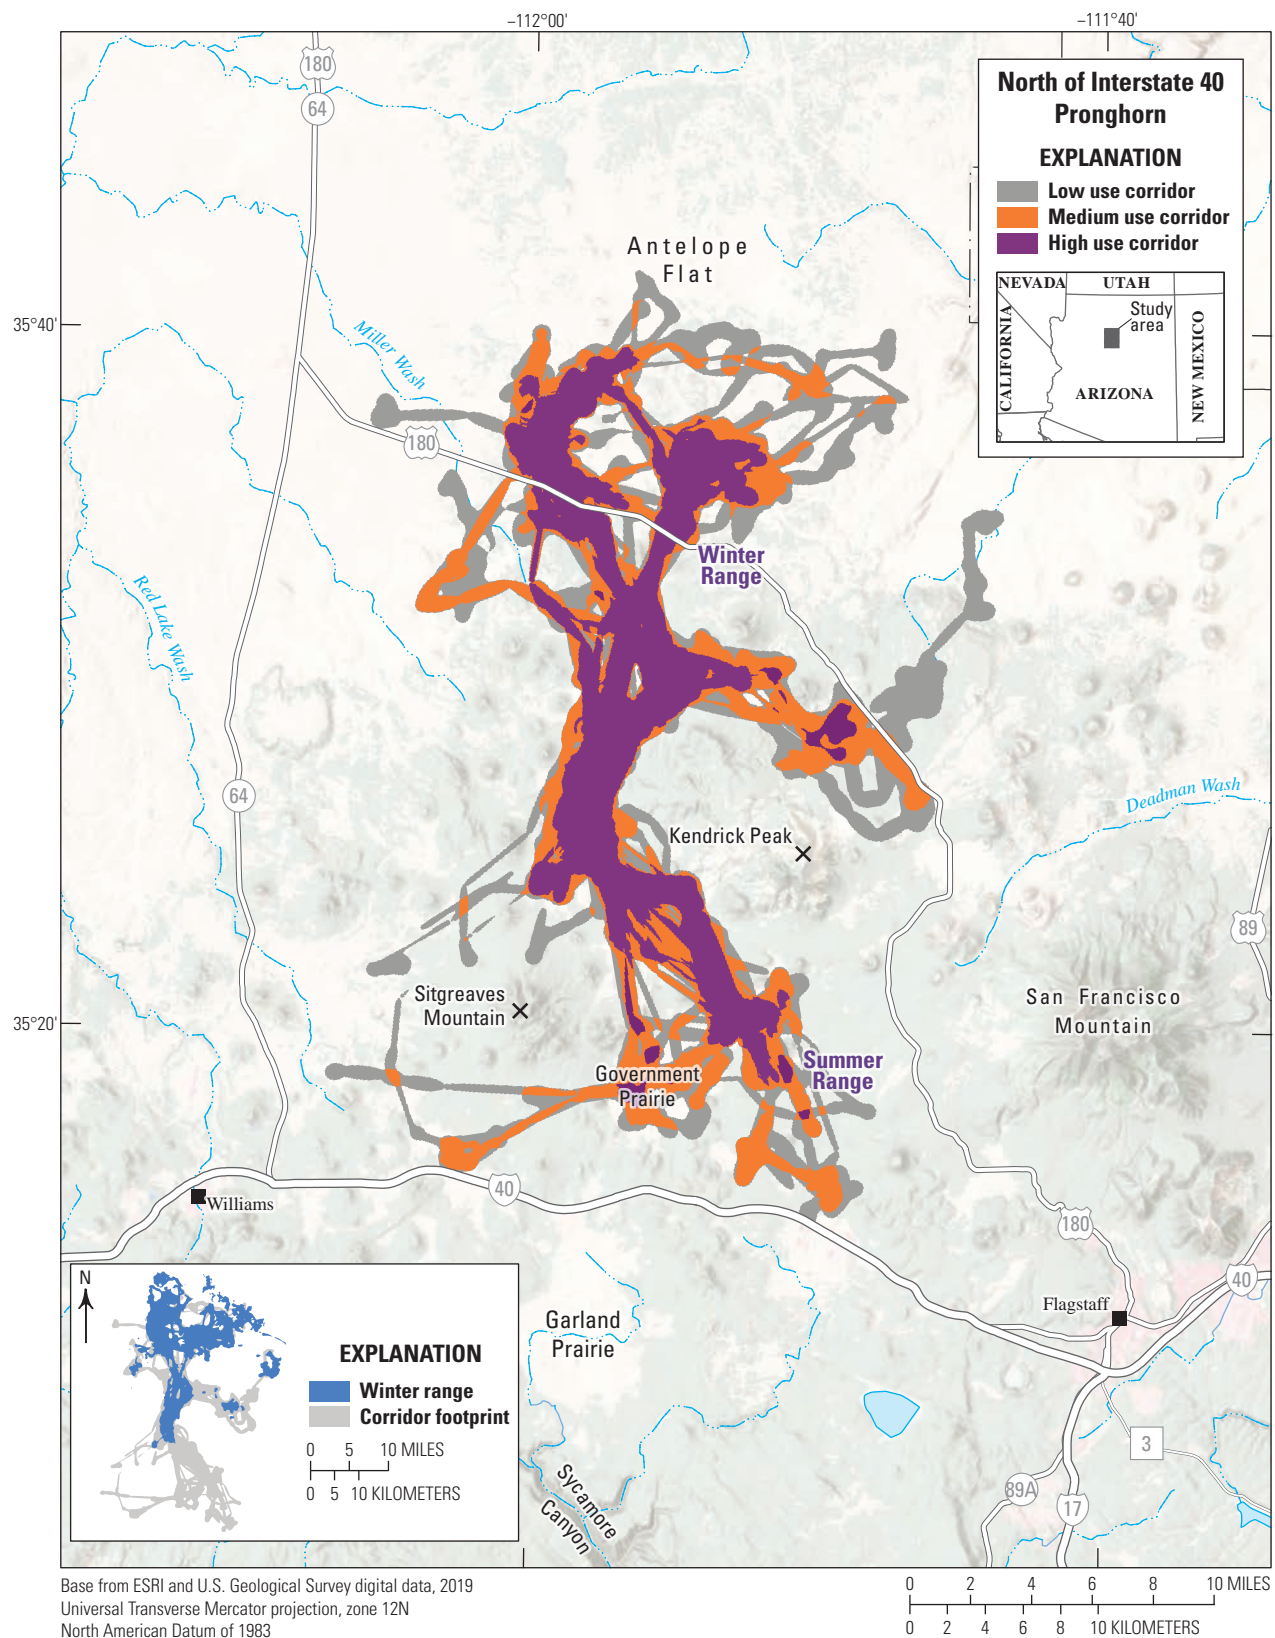 –112°00'
–111°40'
180
64
North of Interstate 40
Pronghorn
EXPLANATION
Low use corridor
Medium use corridor
High use corridor
NEVADA
UTAH
Study
area
CALIFORNIA
ARIZONA
NEW MEXICO
Antelope
Flat
35°40'
Miller Wash
180
Winter
Range
Red Lake Wash
64
Deadman Wash
Kendrick Peak
89
Sitgreaves
Mountain
San Francisco
Mountain
35°20'
Summer
Range
Government
Prairie
40
Williams
180
40
Flagstaff
Garland
Prairie
N
EXPLANATION
Winter range
Corridor footprint
0 5 10 MILES
0 5 10 KILOMETERS
3
Sycamore
Canyon
89A
17
Base from ESRI and U.S. Geological Survey digital data, 2019
Universal Transverse Mercator projection, zone 12N
North American Datum of 1983
0 2 4 6 8 10 MILES
0 2 4 6 8 10 KILOMETERS